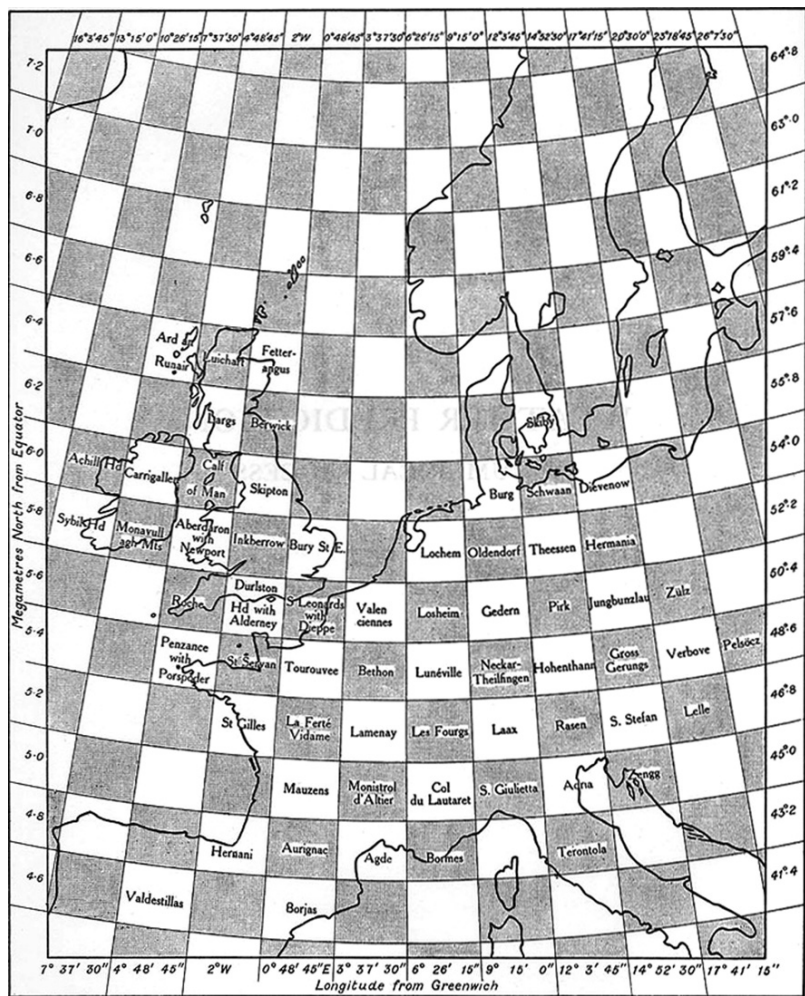 16°3'45" 13°15'0" 10°26'15" 7°37'30" 4°48'45" 2°W 0°48'45" 3°37'30" 6°26'15" 9°15'0" 12°3'45" 14°52'30" 17°41'15" 20°30'0" 23°18'45" 26°7'30"
7·2
7·0
6·8
6·6
6·4
6·2
6·0
5·8
5·6
5·4
5·2
5·0
4·8
4·6
Megametres North from Equator
64°·8
63°·0
61°·2
59°·4
57°·6
55°·8
54°·0
52°·2
50°·4
48°·6
46°·8
45°·0
43°·2
41°·4
Ard an
Runair
Luichart
Fetter-
angus
Largs
Berwick
Skiby
Achill Hd
Carrigallen
Calf
of Man
Skipton
Burg
Schwaan
Dievenow
Sybil Hd
Monavull
agh Mts
Aberdaron
with
Newport
Inkberrow
Bury St E.
Lochem
Oldendorf
Theessen
Hermania
Roche
Durlston
Hd with
Alderney
S Leonards
with
Dieppe
Valen
ciennes
Losheim
Gedern
Pirk
Jungbunzlau
Zülz
Penzance
with
Porspoder
St Servan
Tourouvee
Bethon
Lunéville
Neckar-
Theilfingen
Hohenthann
Gross
Gerungs
Verbove
Pelsöcz
St Gilles
La Ferté
Vidame
Lamenay
Les Fourgs
Laax
Rasen
S. Stefan
Lelle
Mauzens
Monistrol
d'Altier
Col
du Lautaret
S. Giulietta
Adna
Zengg
Hernani
Aurignac
Agde
Bormes
Terontola
Valdestillas
Borjas
7° 37' 30" 4° 48' 45" 2°W 0° 48' 45"E 3° 37' 30" 6° 26' 15" 9° 15' 0" 12° 3' 45" 14° 52' 30" 17° 41' 15"
Longitude from Greenwich